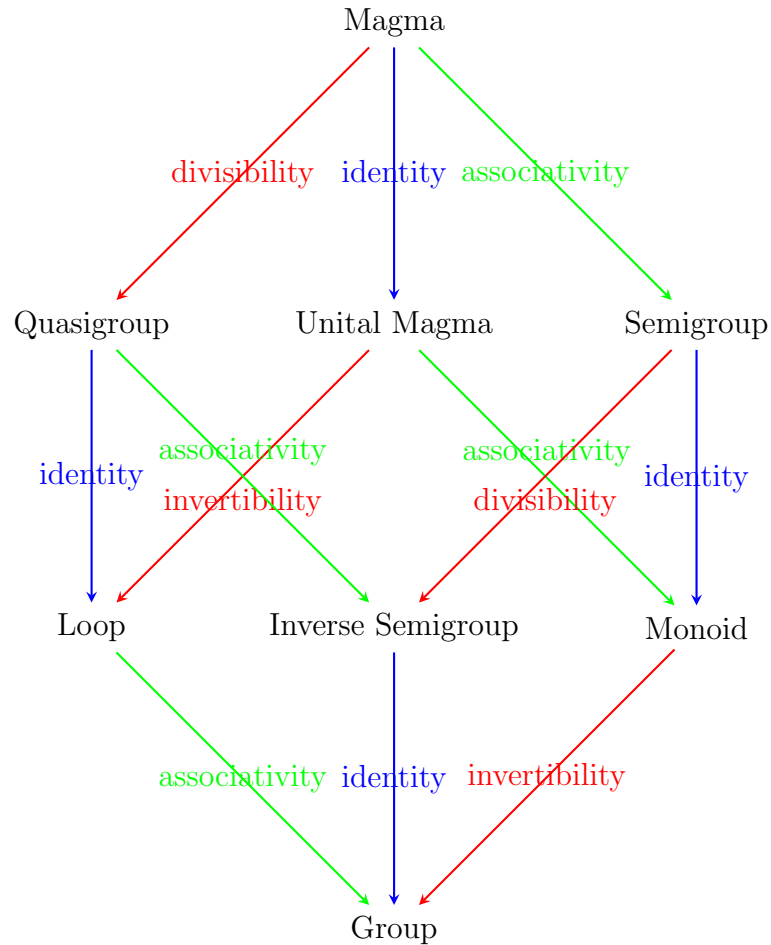 Magma
divisibility
identity
associativity
Quasigroup
Unital Magma
Semigroup
associativity
associativity
identity
identity
invertibility
divisibility
Loop
Inverse Semigroup
Monoid
associativity
identity
invertibility
Group